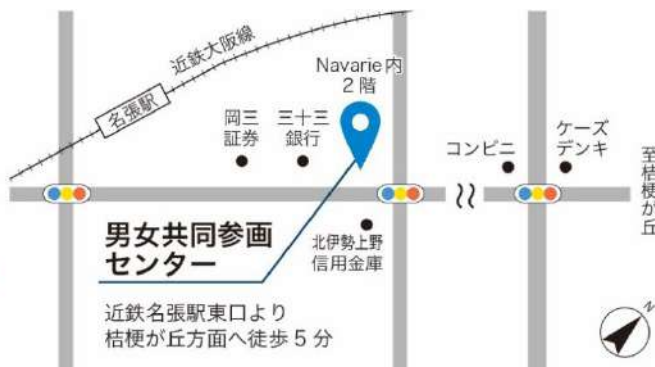 近鉄大阪線
名張駅
Navarie内
2階
岡三
証券
三十三
銀行
コンビニ
ケーズ
デンキ
至桔梗が丘
北伊勢上野
信用金庫
男女共同参画
センター
近鉄名張駅東口より
桔梗が丘方面へ徒歩5分
N